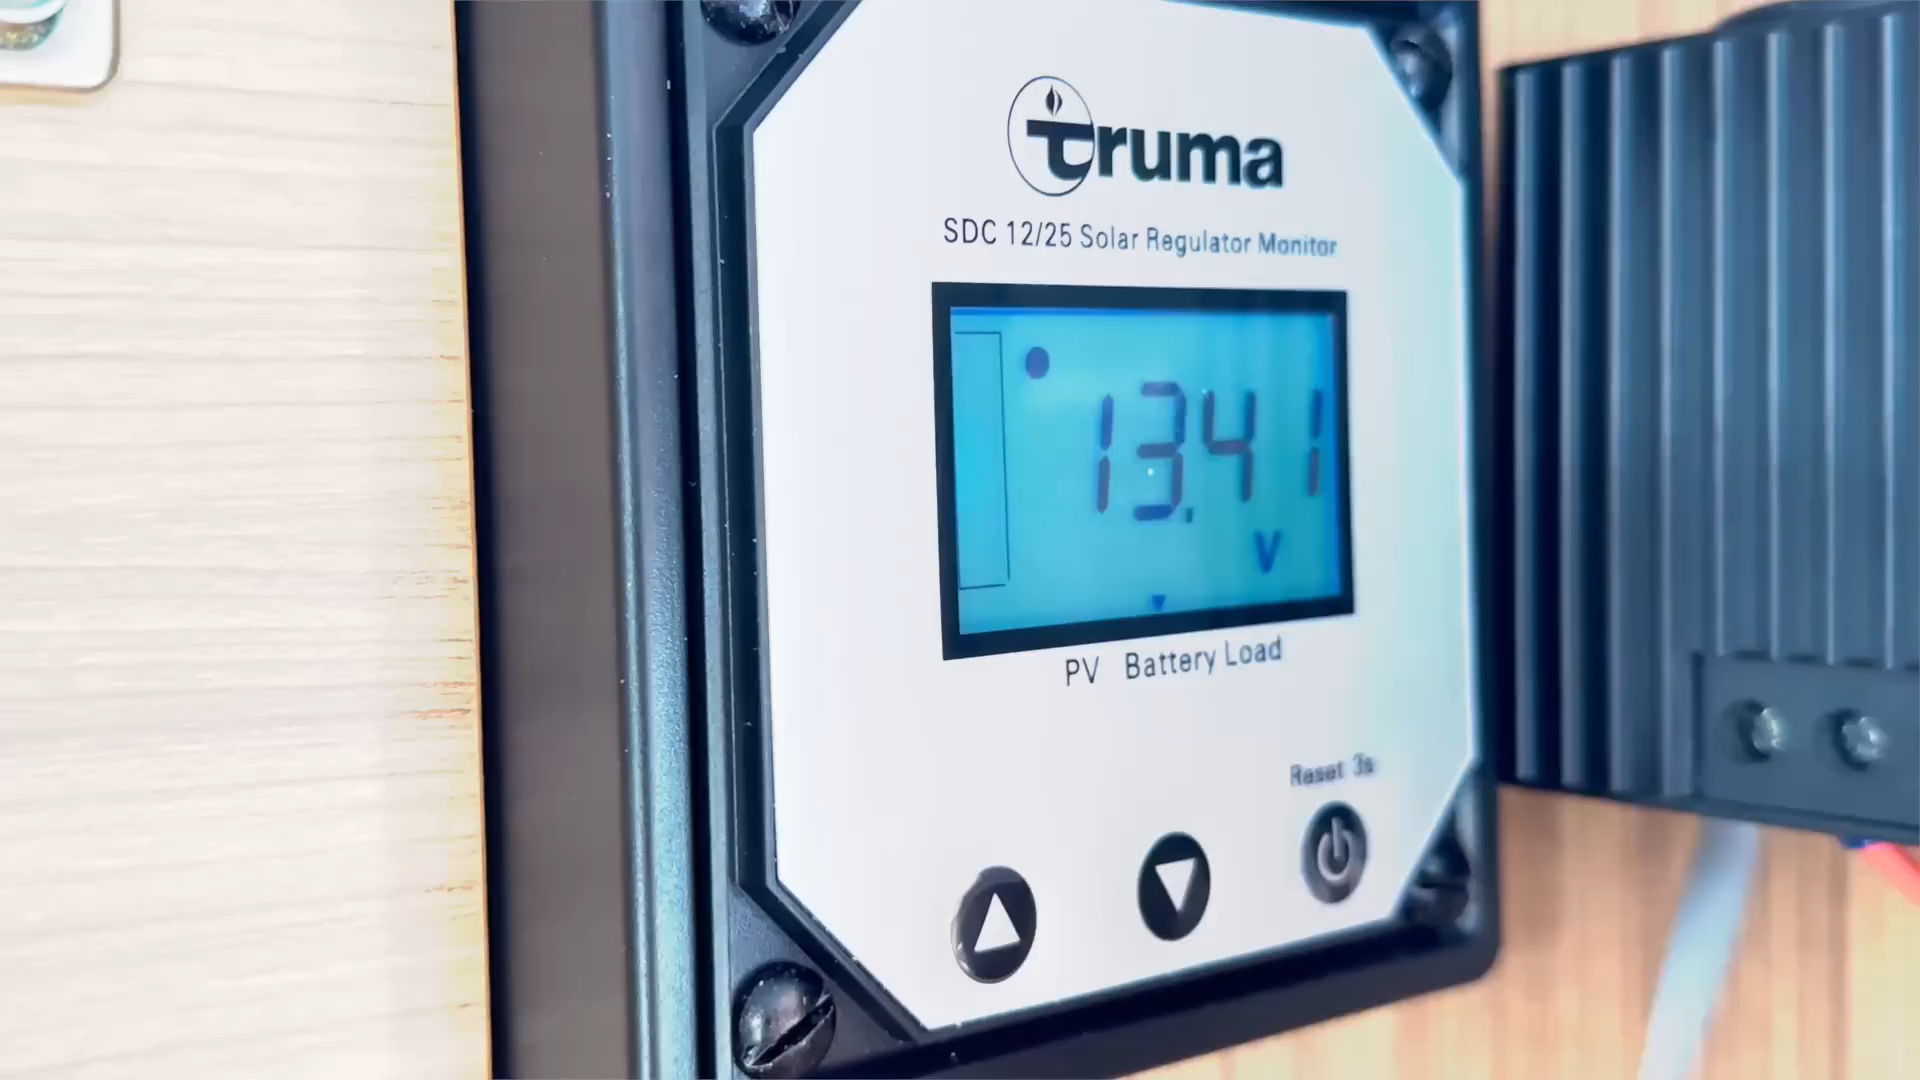 truma
SDC 12/25 Solar Regulator Monitor
13.41
V
PV Battery Load
Reset 3s